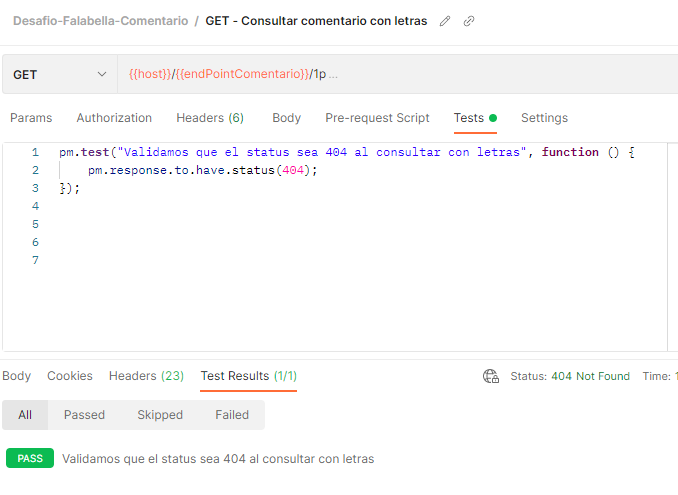 Desafio-Falabella-Comentario / GET - Consultar comentario con letras
GET {{host}}/{{endPointComentario}}/1p ...
Params Authorization Headers (6) Body Pre-request Script Tests Settings
1 pm.test("Validamos que el status sea 404 al consultar con letras", function () {
2 pm.response.to.have.status(404);
3 });
4
5
6
7
Body Cookies Headers (23) Test Results (1/1) Status: 404 Not Found Time:
All Passed Skipped Failed
PASS Validamos que el status sea 404 al consultar con letras